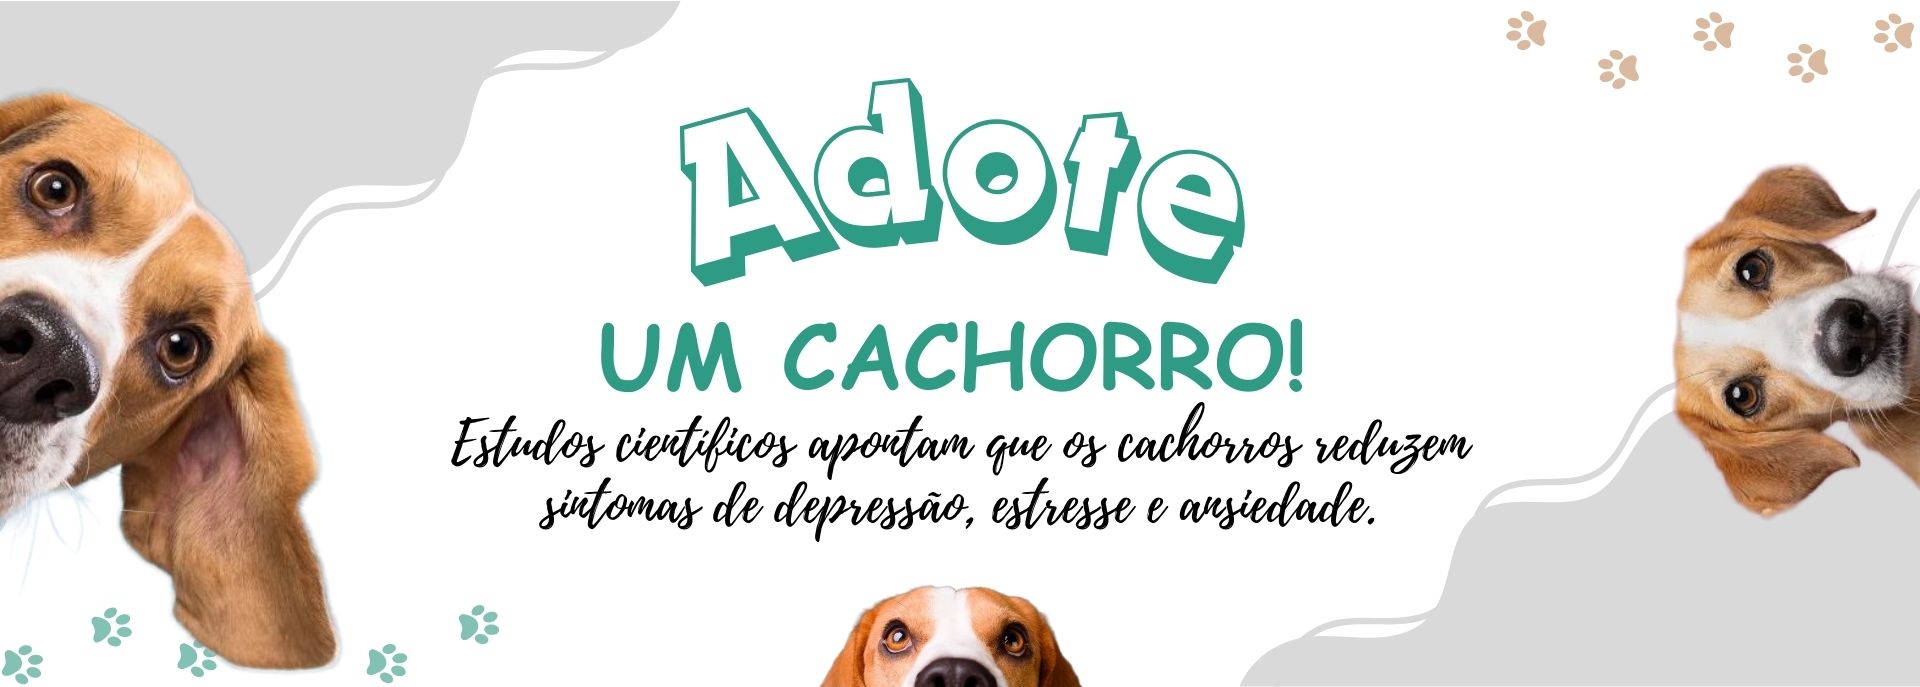 Adote
UM CACHORRO!
Estudos científicos apontam que os cachorros reduzem
sintomas de depressão, estresse e ansiedade.